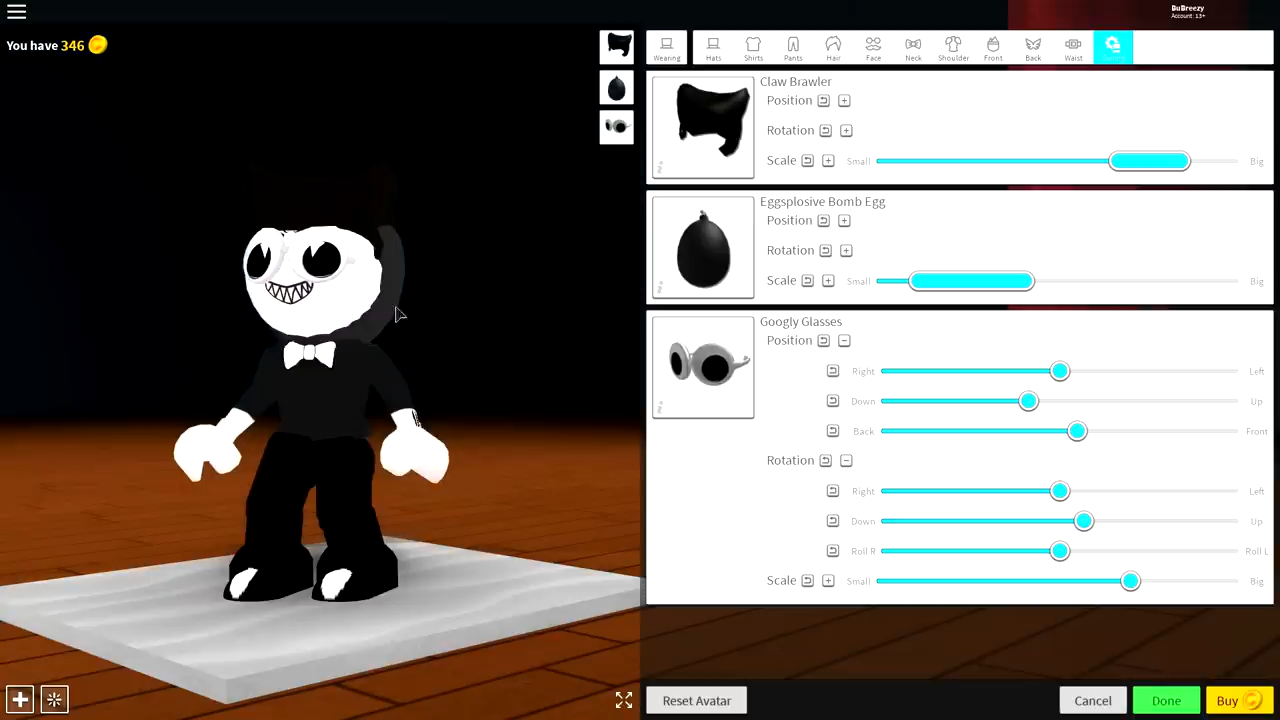 BuBreezy
Account: 13+
You have 346
Wearing Hats Shirts Pants Hair Face Neck Shoulder Front Back Waist
Claw Brawler
Position
Rotation
Scale Small Big
Eggsplosive Bomb Egg
Position
Rotation
Scale Small Big
Googly Glasses
Position
Right Left
Down Up
Back Front
Rotation
Right Left
Down Up
Roll R Roll L
Scale Small Big
Reset Avatar Cancel Done Buy